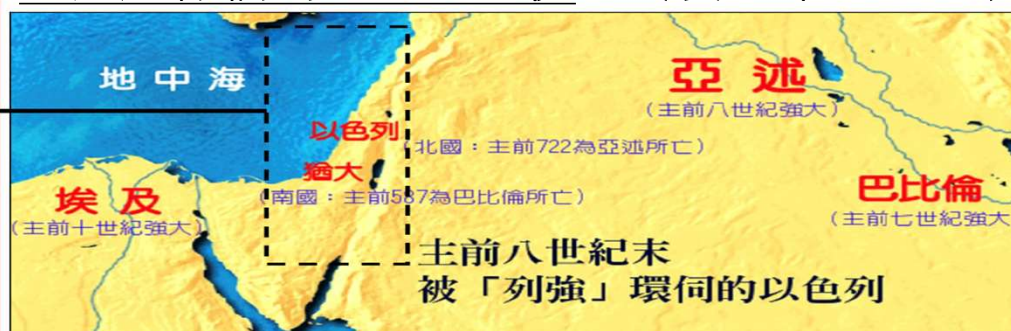 地中海
亞述
(主前八世紀強大)
以色列
(北國：主前722為亞述所亡)
猶大
(南國：主前587為巴比倫所亡)
埃及
(主前十世紀強大)
巴比倫
(主前七世紀強大
主前八世紀末
被「列強」環伺的以色列